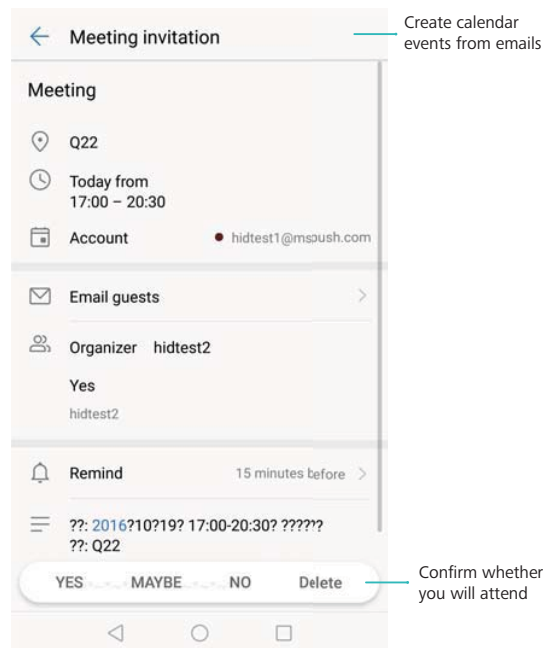 Meeting invitation
Create calendar
events from emails
Meeting
Q22
Today from
17:00 – 20:30
Account hidtest1@mspush.com
Email guests
Organizer hidtest2
Yes
hidtest2
Remind 15 minutes before
??: 2016?10?19? 17:00-20:30? ??????
??: Q22
YES MAYBE NO Delete
Confirm whether
you will attend